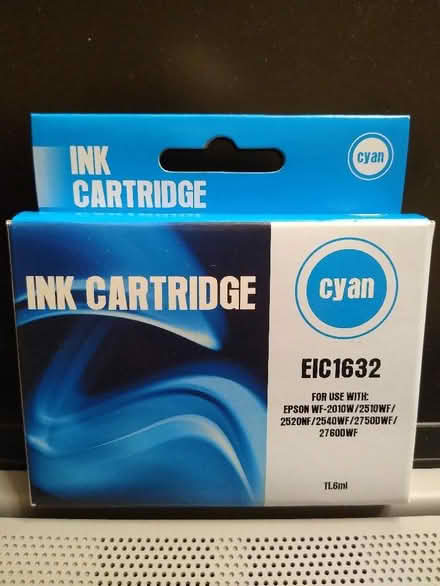 INK
CARTRIDGE
cyan
INK CARTRIDGE
cyan
EIC1632
FOR USE WITH:
EPSON WF-2010W/2510WF/
2520NF/2540WF/2750DWF/
2760DWF
11.6ml